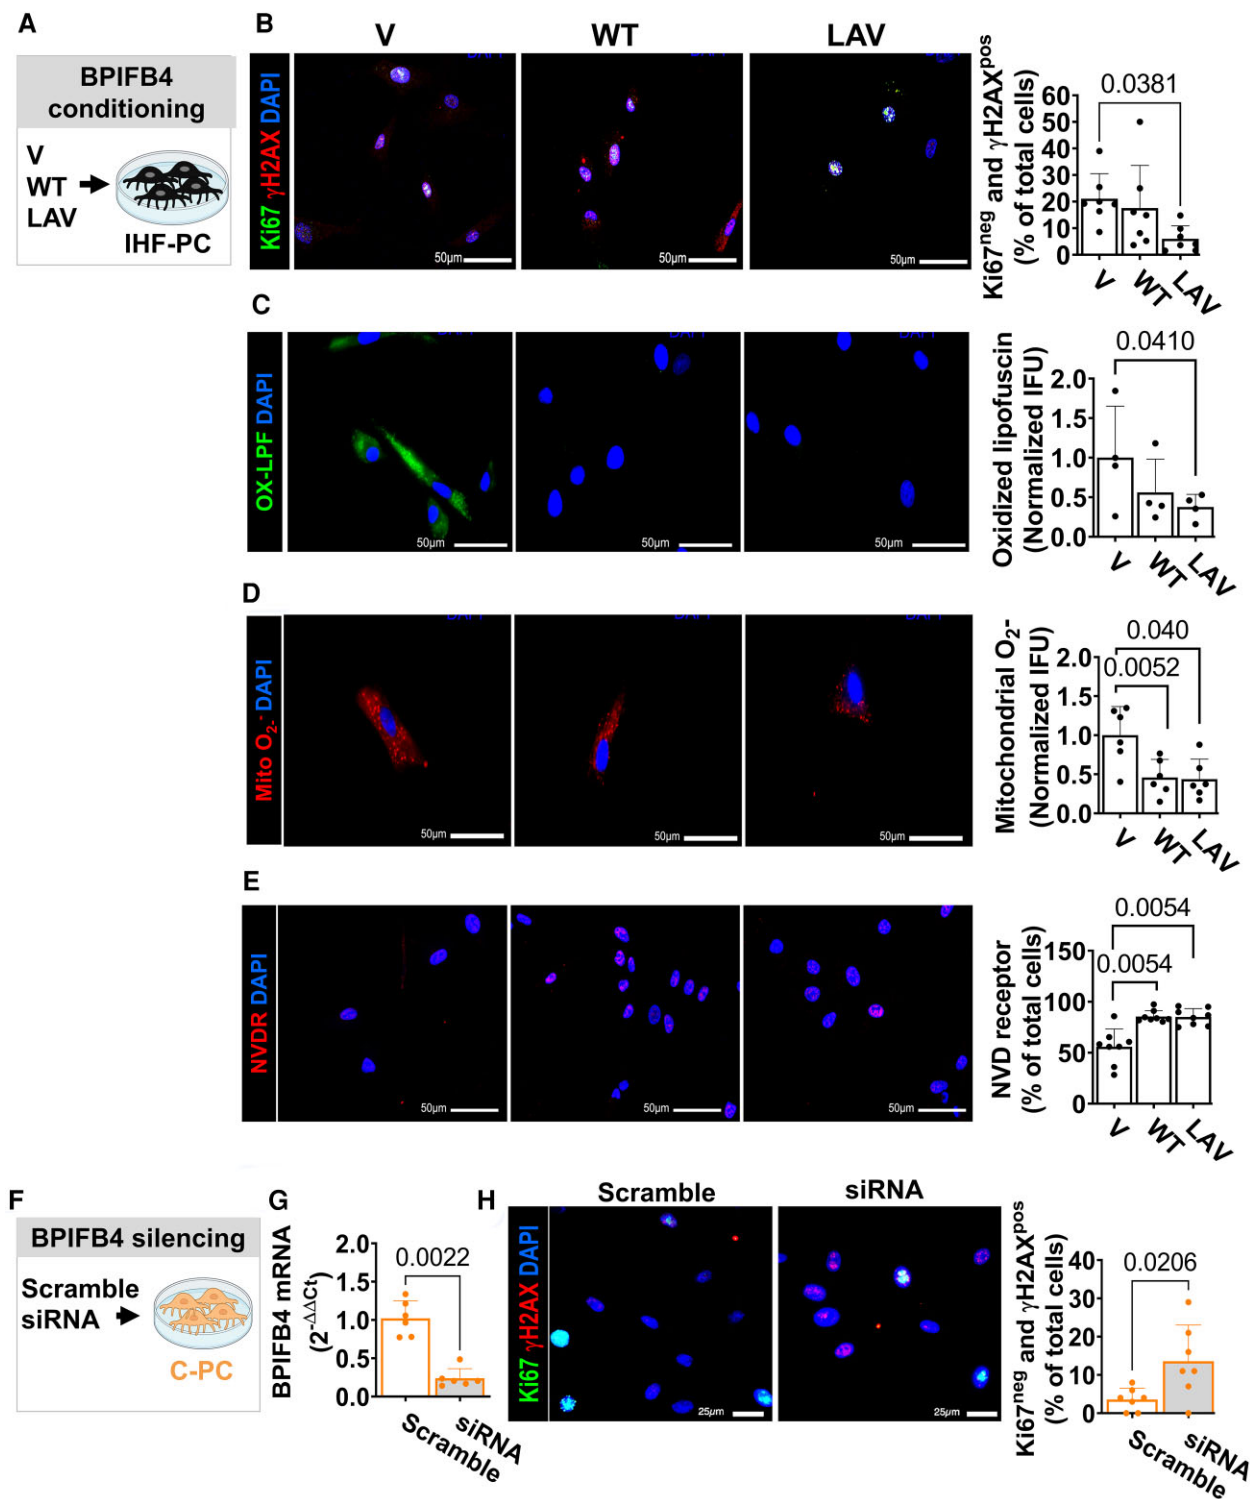 A
BPIFB4
conditioning
V
WT
LAV
IHF-PC
B
V
WT
LAV
Ki67 γH2AX DAPI
50µm
50µm
50µm
Ki67neg and γH2AXpos
(% of total cells)
0.0381
60
50
40
30
20
10
0
V
WT
LAV
C
OX-LPF DAPI
DAPI
DAPI
50µm
50µm
50µm
Oxidized lipofuscin
(Normalized IFU)
0.0410
2.0
1.5
1.0
0.5
0.0
V
WT
LAV
D
Mito O2- DAPI
DAPI
DAPI
DAPI
50µm
50µm
50µm
Mitochondrial O2-
(Normalized IFU)
0.040
0.0052
2.0
1.5
1.0
0.5
0.0
V
WT
LAV
E
NVDR DAPI
50µm
50µm
50µm
NVD receptor
(% of total cells)
0.0054
0.0054
150
100
50
0
V
WT
LAV
F
BPIFB4 silencing
Scramble
siRNA
C-PC
G
BPIFB4 mRNA
(2-ΔΔCt)
0.0022
2.0
1.5
1.0
0.5
0.0
Scramble
siRNA
H
Scramble
siRNA
Ki67 γH2AX DAPI
25µm
25µm
Ki67neg and γH2AXpos
(% of total cells)
0.0206
40
30
20
10
0
Scramble
siRNA